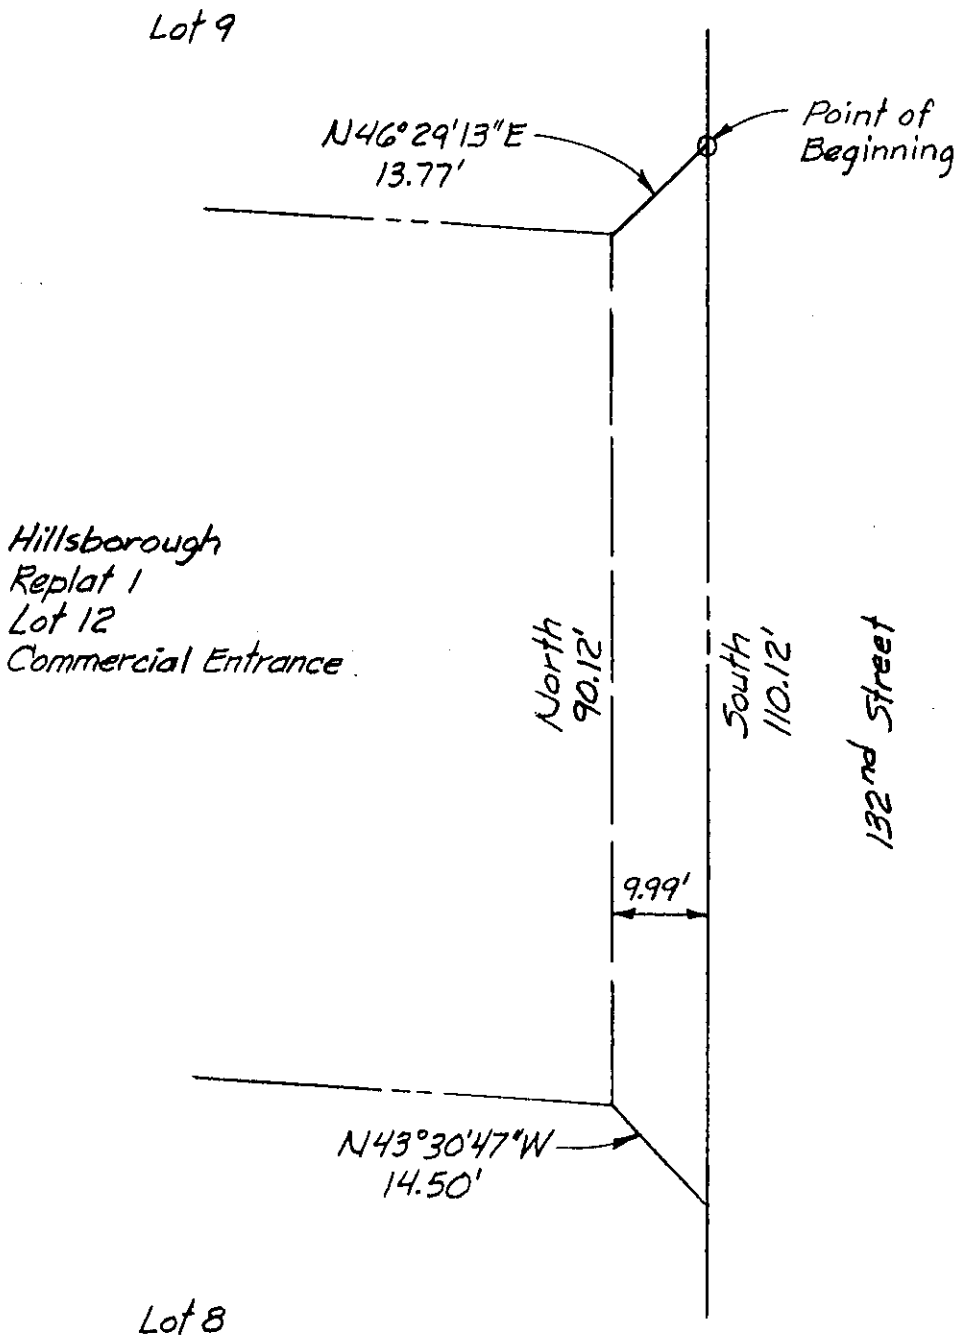 Lot 9
N46°29'13"E
13.77'
Point of
Beginning
Hillsborough
Replat 1
Lot 12
Commercial Entrance
North
90.12'
South
110.12'
132nd Street
9.99'
N43°30'47"W
14.50'
Lot 8